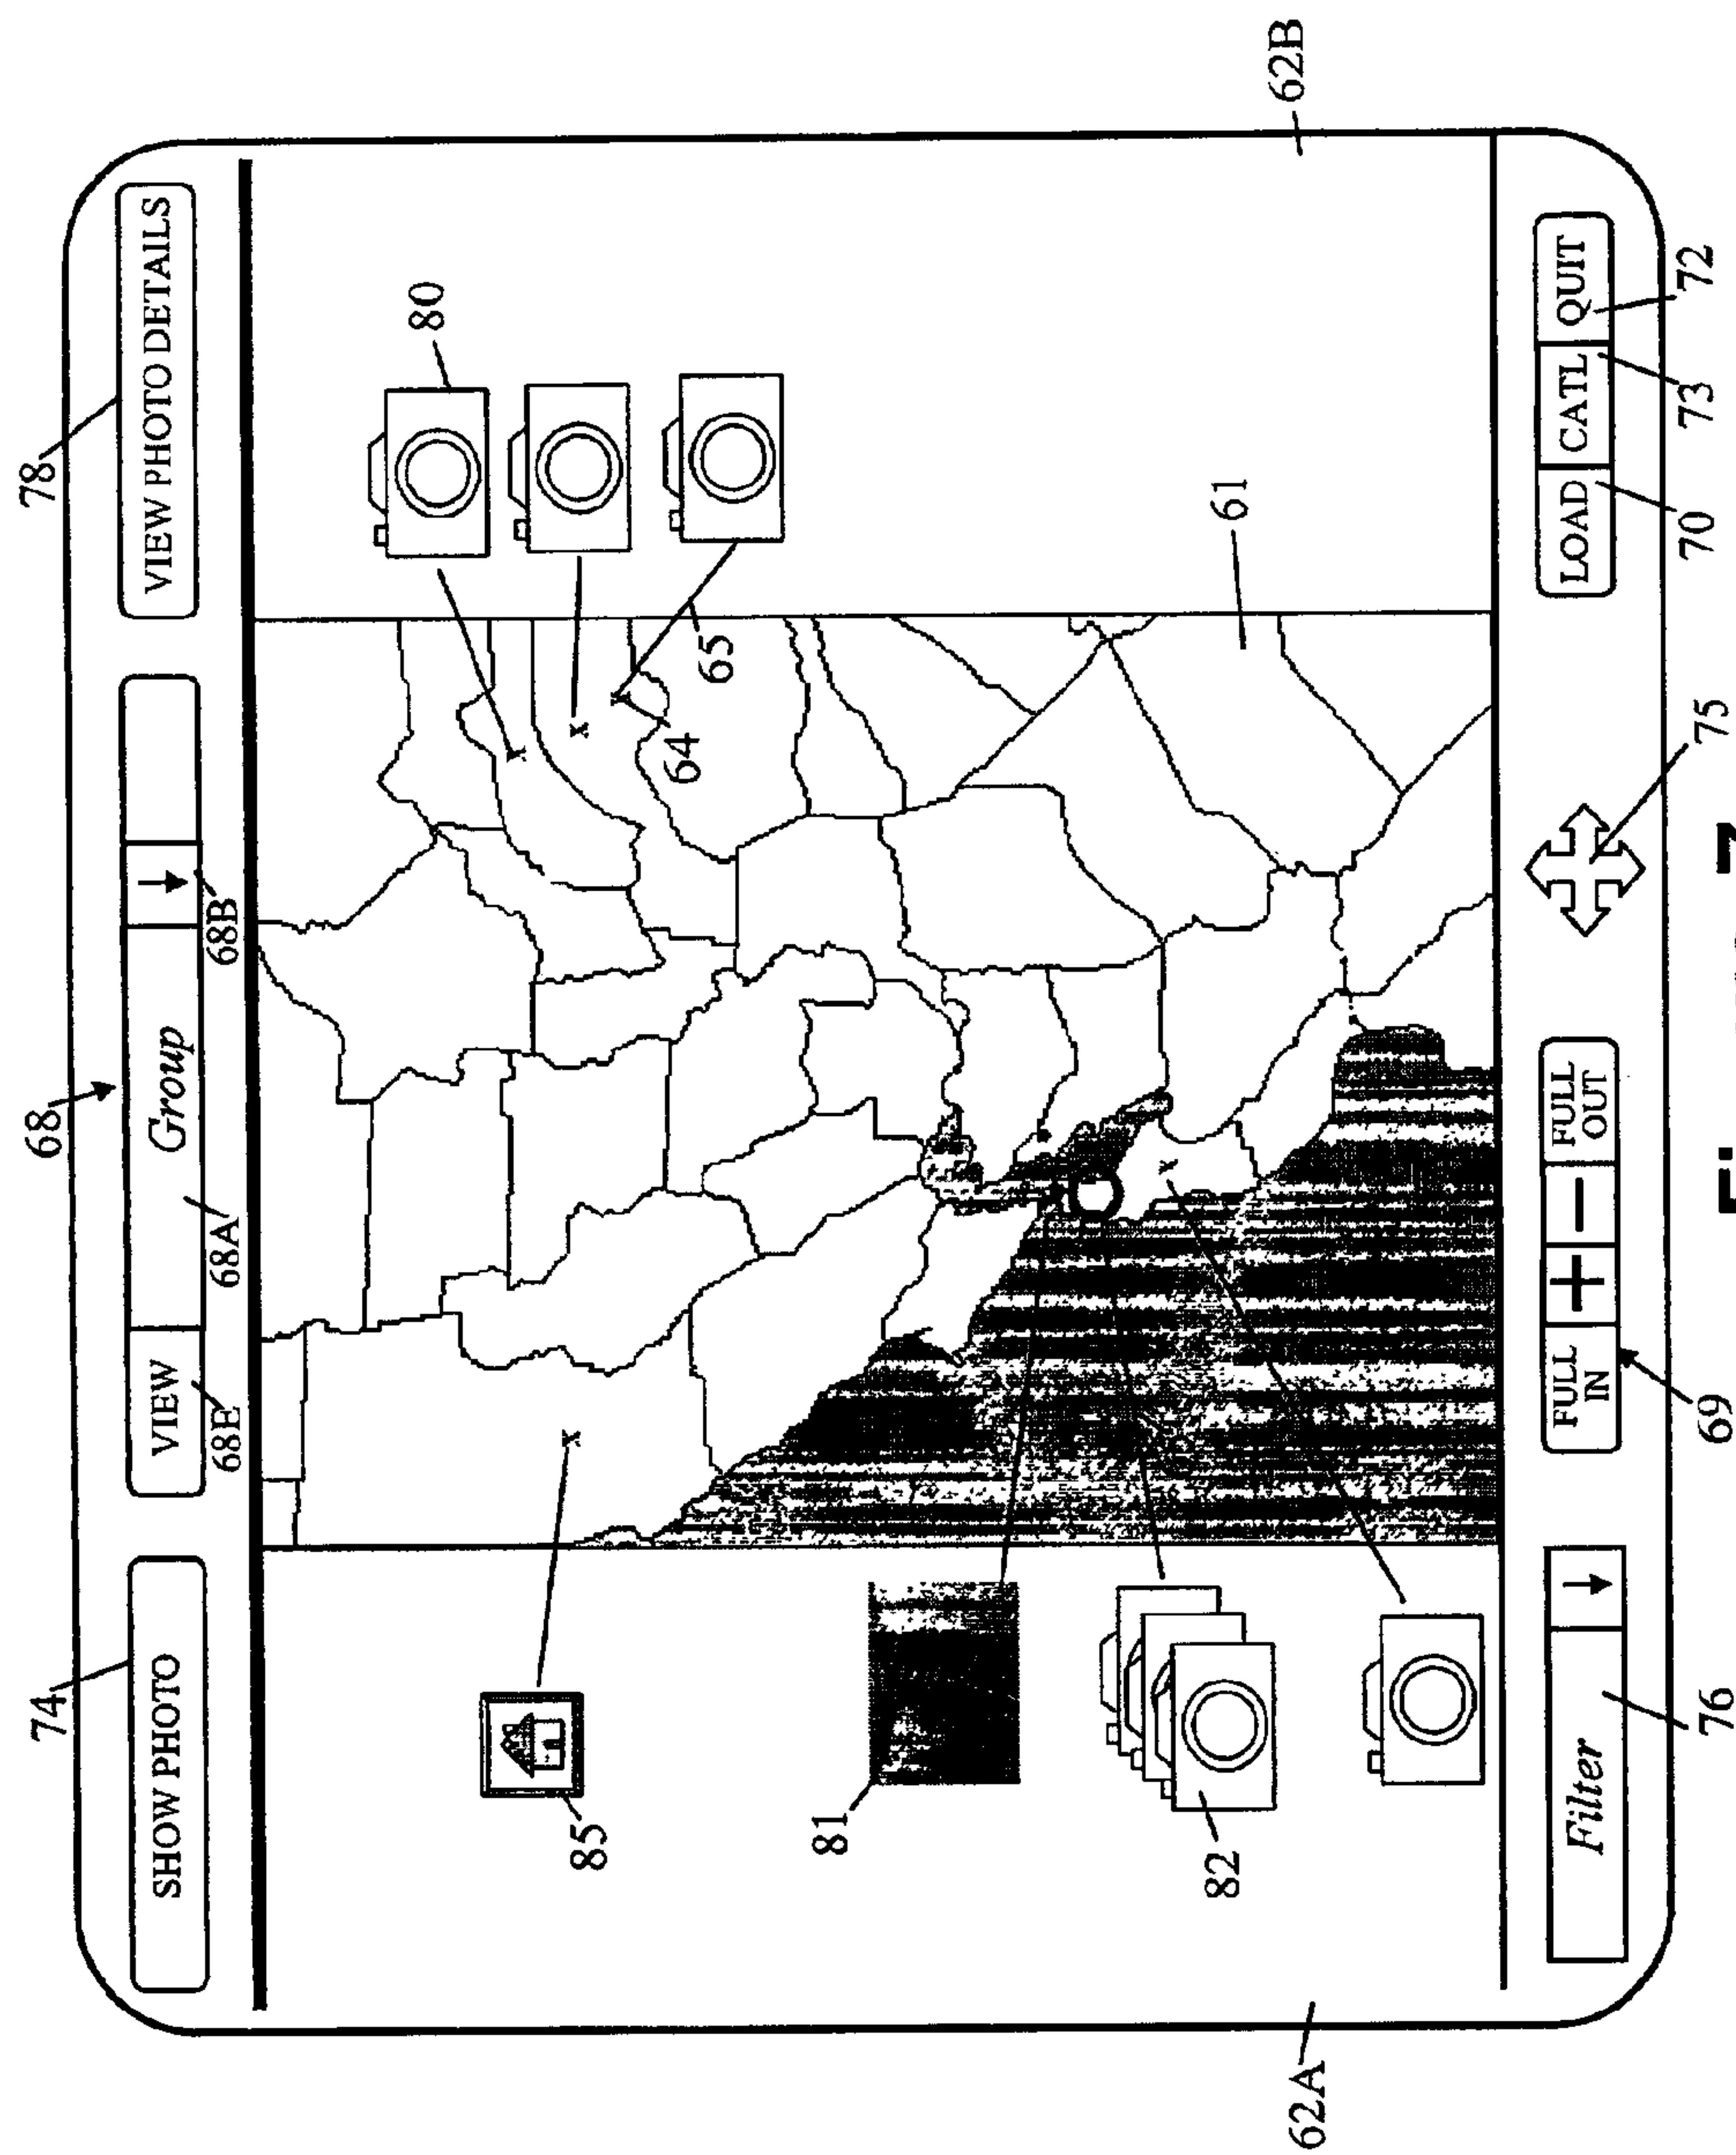 74
68
78
SHOW PHOTO
VIEW
Group
↓
VIEW PHOTO DETAILS
68E
68A
68B
80
x
x
x
x
85
64
65
81
x
82
61
62A
62B
Filter
↓
FULL
IN
+
−
FULL
OUT
LOAD
CATL
QUIT
76
69
75
70
73
72